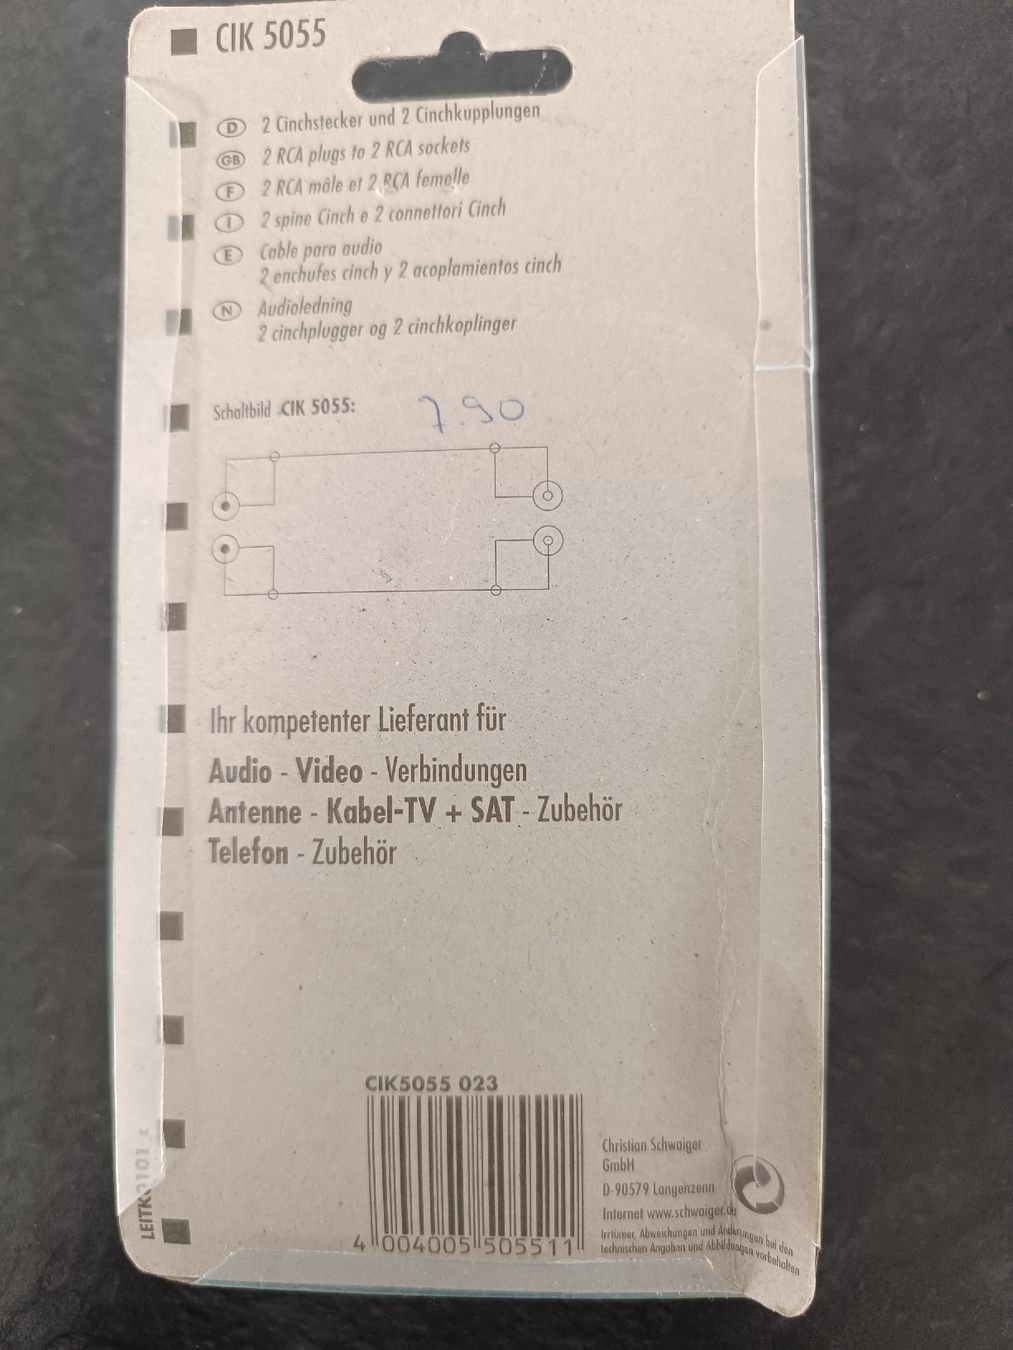 CIK 5055
D 2 Cinchstecker und 2 Cinchkupplungen
GB 2 RCA plugs to 2 RCA sockets
F 2 RCA mâle et 2 RCA femelle
I 2 spine Cinch e 2 connettori Cinch
E Cable para audio
2 enchufes cinch y 2 acoplamientos cinch
N Audioledning
2 cinchplugger og 2 cinchkoplinger
Schaltbild CIK 5055:
7.90
Ihr kompetenter Lieferant für
Audio - Video - Verbindungen
Antenne - Kabel-TV + SAT - Zubehör
Telefon - Zubehör
CIK5055 023
4 004005 505511
Christian Schwaiger
GmbH
D-90579 Langenzenn
Internet www.schwaiger.de
Irrtümer, Abweichungen und Änderungen bei den
technischen Angaben und Abbildungen vorbehalten